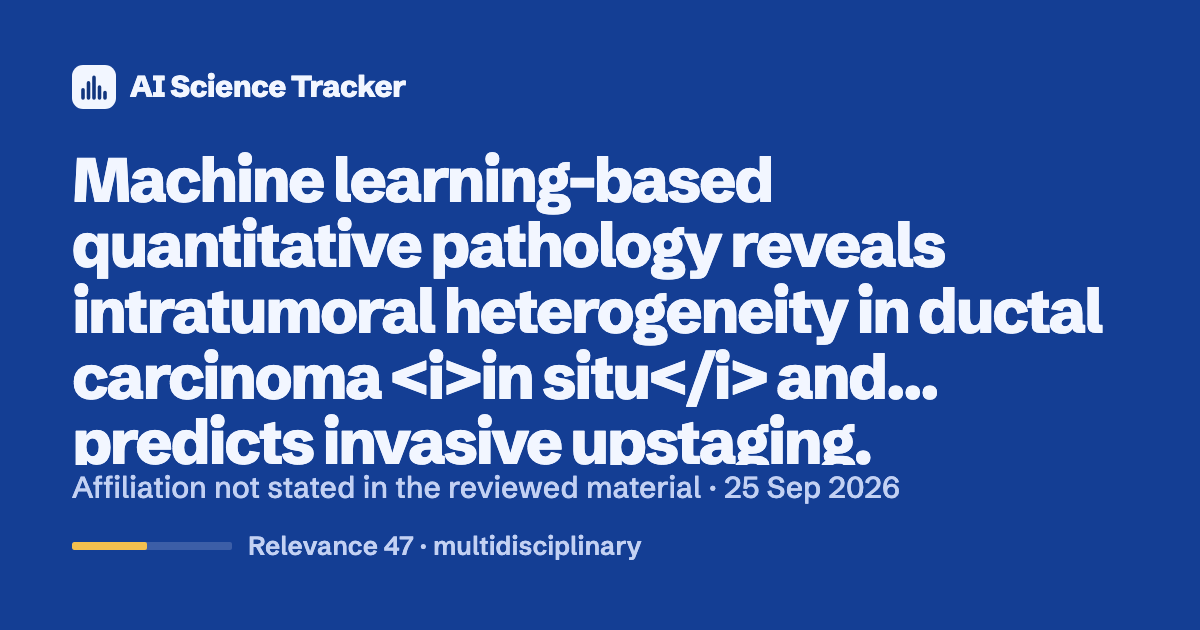 AI Science Tracker
Machine learning-based
quantitative pathology reveals
intratumoral heterogeneity in ductal
carcinoma <i>in situ</i> and...
predicts invasive upstaging.
Affiliation not stated in the reviewed material · 25 Sep 2026
Relevance 47 · multidisciplinary